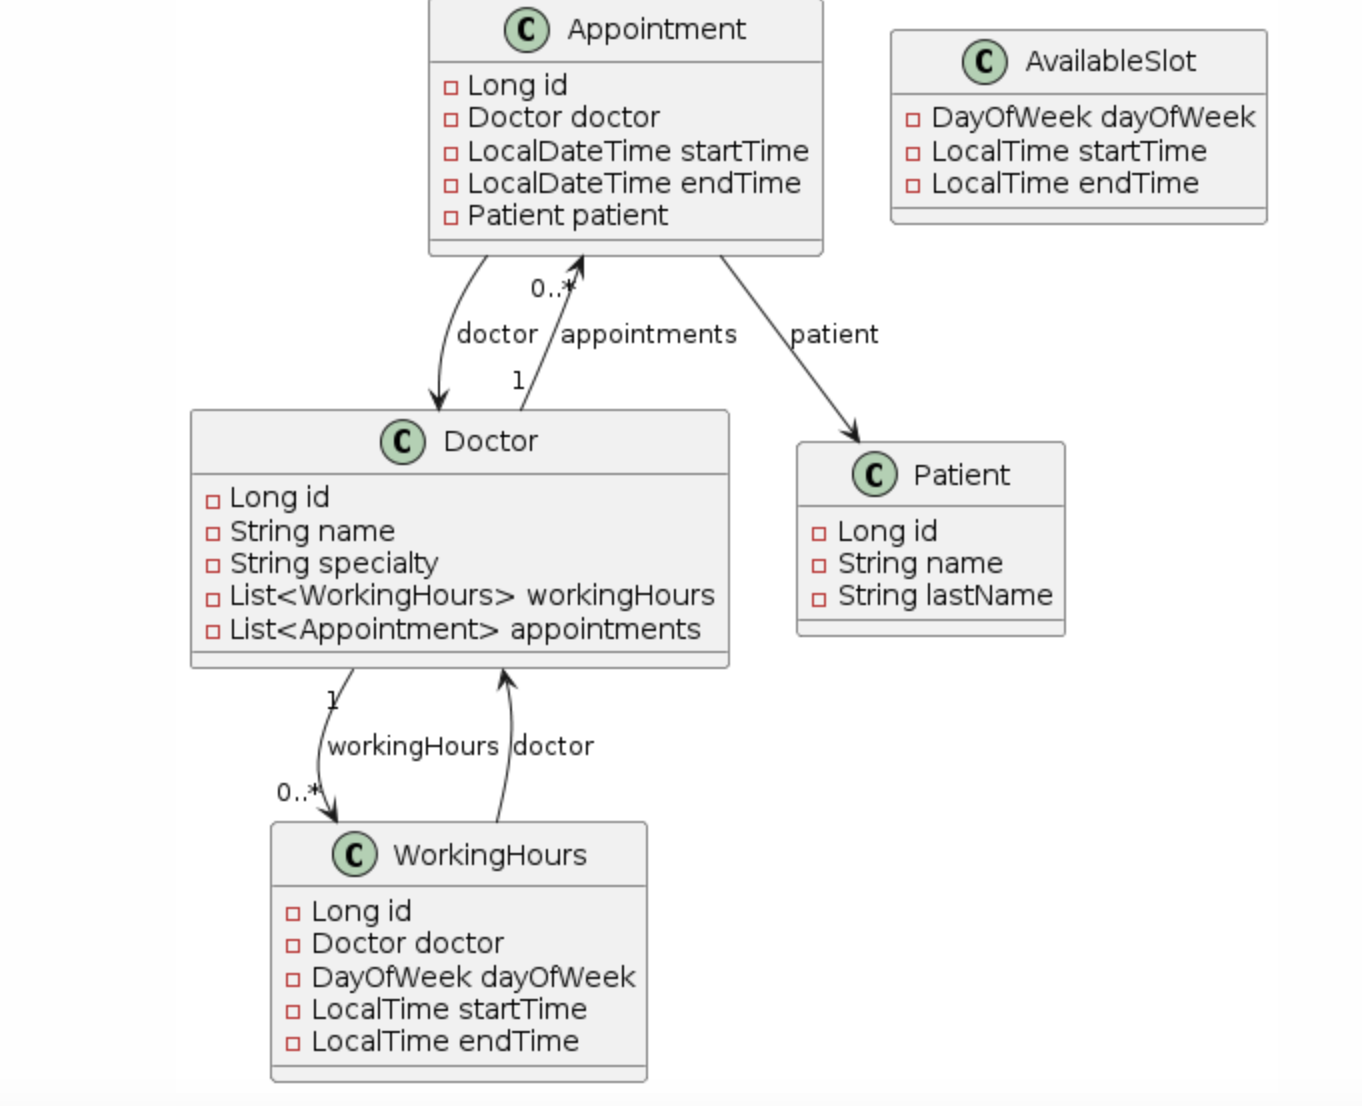 C Appointment
Long id
Doctor doctor
LocalDateTime startTime
LocalDateTime endTime
Patient patient
C AvailableSlot
DayOfWeek dayOfWeek
LocalTime startTime
LocalTime endTime
0..*
doctor
appointments
patient
1
C Doctor
Long id
String name
String specialty
List<WorkingHours> workingHours
List<Appointment> appointments
C Patient
Long id
String name
String lastName
1
workingHours
doctor
0..*
C WorkingHours
Long id
Doctor doctor
DayOfWeek dayOfWeek
LocalTime startTime
LocalTime endTime